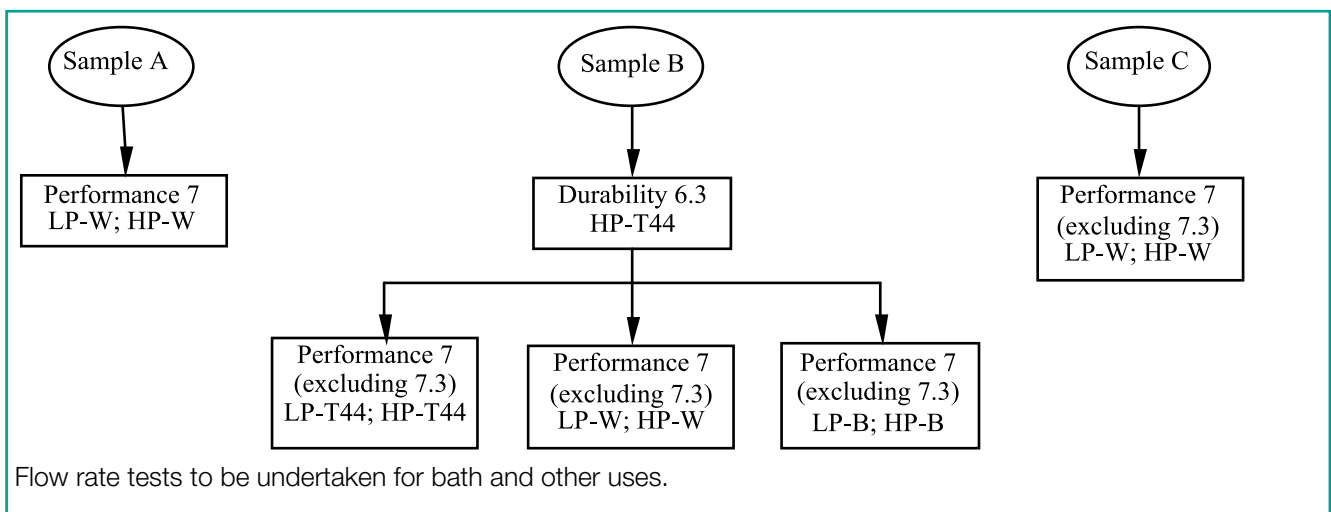 Sample A
Performance 7
LP-W; HP-W
Sample B
Durability 6.3
HP-T44
Performance 7
(excluding 7.3)
LP-T44; HP-T44
Performance 7
(excluding 7.3)
LP-W; HP-W
Performance 7
(excluding 7.3)
LP-B; HP-B
Sample C
Performance 7
(excluding 7.3)
LP-W; HP-W
Flow rate tests to be undertaken for bath and other uses.